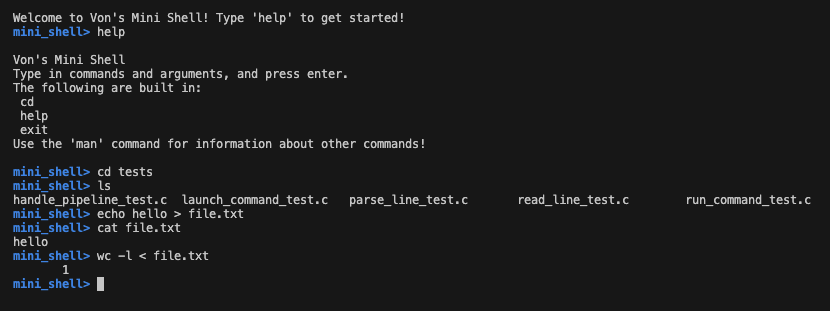 Welcome to Von's Mini Shell! Type 'help' to get started!
mini_shell> help

Von's Mini Shell
Type in commands and arguments, and press enter.
The following are built in:
 cd
 help
 exit
Use the 'man' command for information about other commands!

mini_shell> cd tests
mini_shell> ls
handle_pipeline_test.c  launch_command_test.c   parse_line_test.c       read_line_test.c        run_command_test.c
mini_shell> echo hello > file.txt
mini_shell> cat file.txt
hello
mini_shell> wc -l < file.txt
       1
mini_shell>